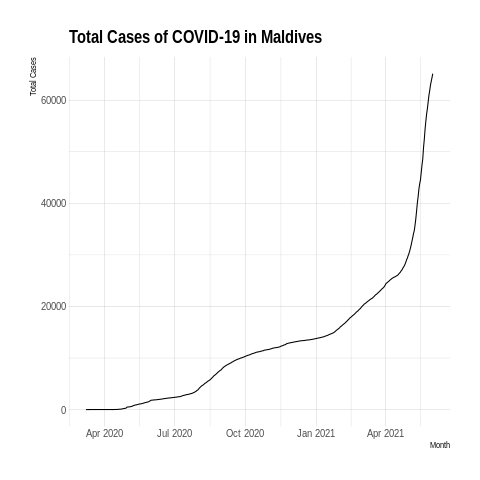 Total Cases of COVID-19 in Maldives
Total Cases
60000
40000
20000
0
Apr 2020 Jul 2020 Oct 2020 Jan 2021 Apr 2021
Month